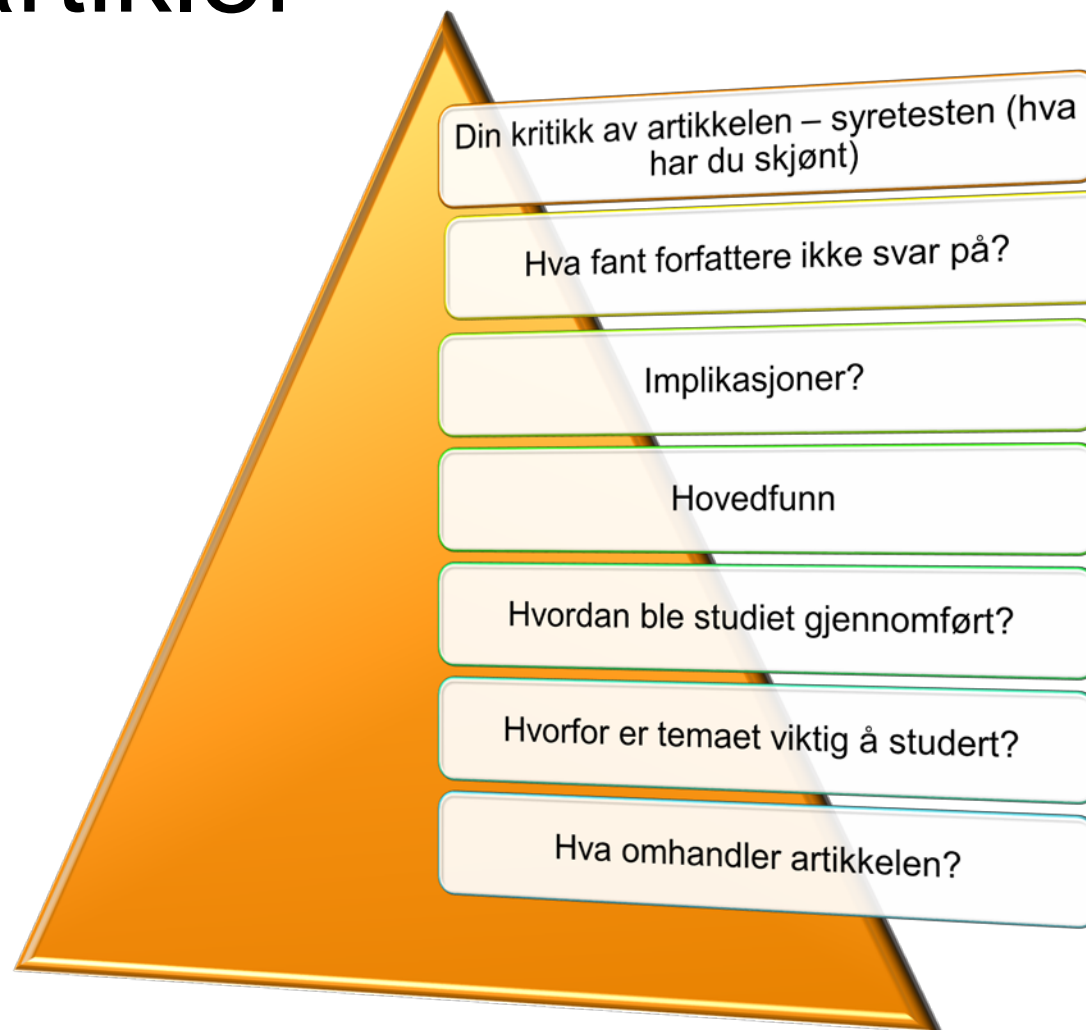 Din kritikk av artikkelen – syretesten (hva
har du skjønt)
Hva fant forfattere ikke svar på?
Implikasjoner?
Hovedfunn
Hvordan ble studiet gjennomført?
Hvorfor er temaet viktig å studert?
Hva omhandler artikkelen?